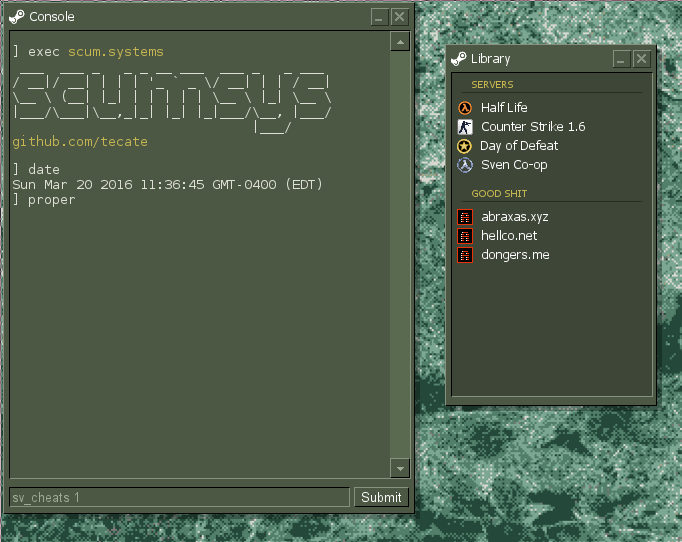 Console
] exec scum.systems
SCUMSYS
github.com/tecate
] date
Sun Mar 20 2016 11:36:45 GMT-0400 (EDT)
] proper
sv_cheats 1
Submit
Library
SERVERS
Half Life
Counter Strike 1.6
Day of Defeat
Sven Co-op
GOOD SHIT
abraxas.xyz
hellco.net
dongers.me